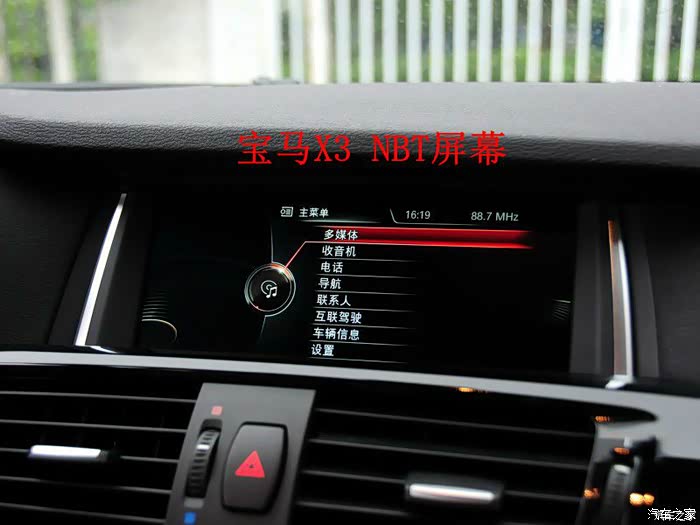 宝马X3 NBT屏幕
主菜单 16:19 88.7 MHz
多媒体
收音机
电话
导航
联系人
互联驾驶
车辆信息
设置
汽车之家